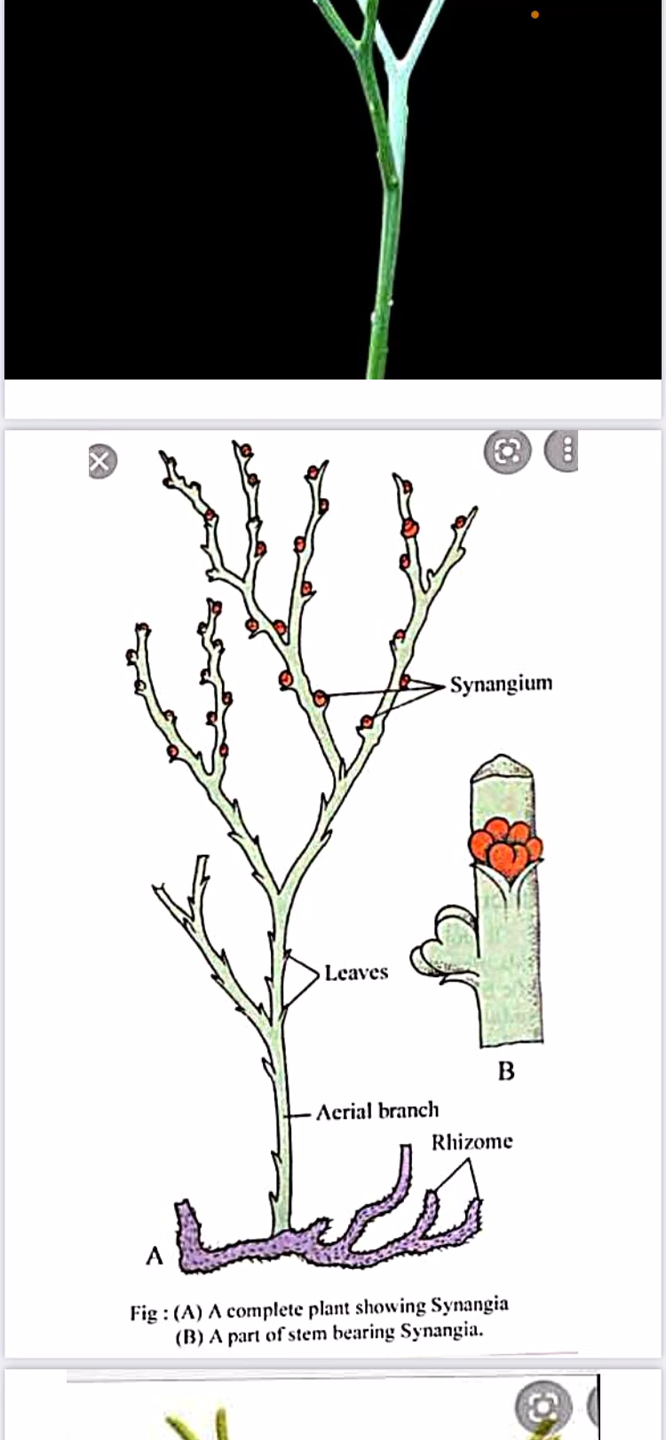 Synangium
Leaves
B
Aerial branch
Rhizome
A
Fig : (A) A complete plant showing Synangia
(B) A part of stem bearing Synangia.